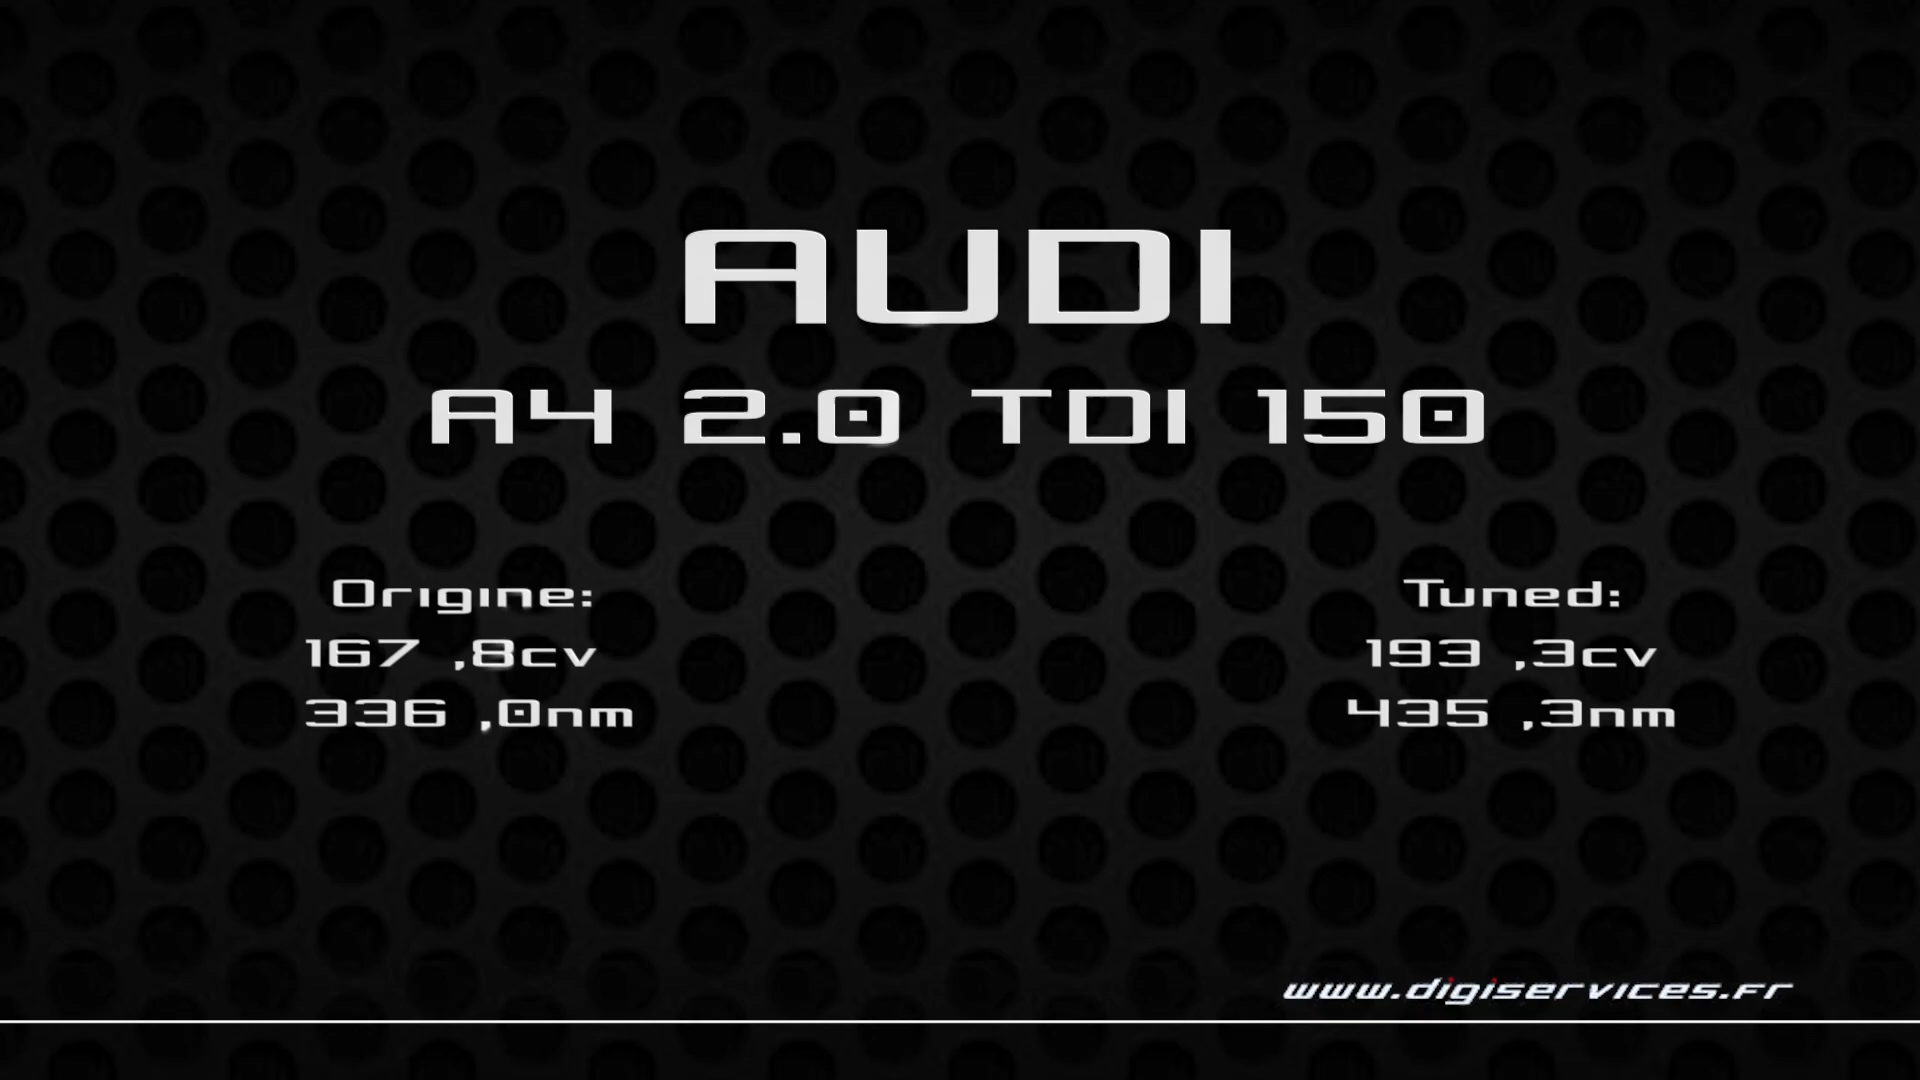 AUDI
A4 2.0 TDI 150
Origine:
167 ,8cv
336 ,0nm
Tuned:
193 ,3cv
435 ,3nm
www.digiservices.fr